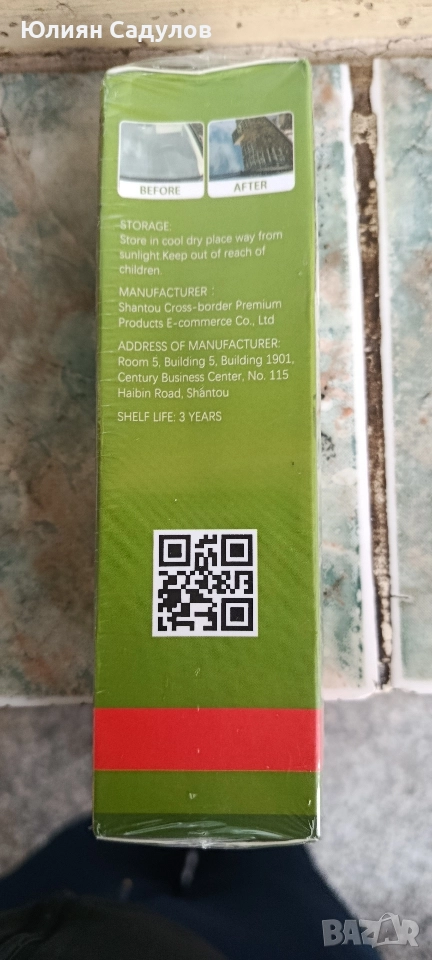 Юлиян Садулов
BEFORE
AFTER
STORAGE:
Store in cool dry place way from
sunlight.Keep out of reach of
children.
MANUFACTURER :
Shantou Cross-border Premium
Products E-commerce Co., Ltd
ADDRESS OF MANUFACTURER:
Room 5, Building 5, Building 1901,
Century Business Center, No. 115
Haibin Road, Shantou
SHELF LIFE: 3 YEARS
BAZAR